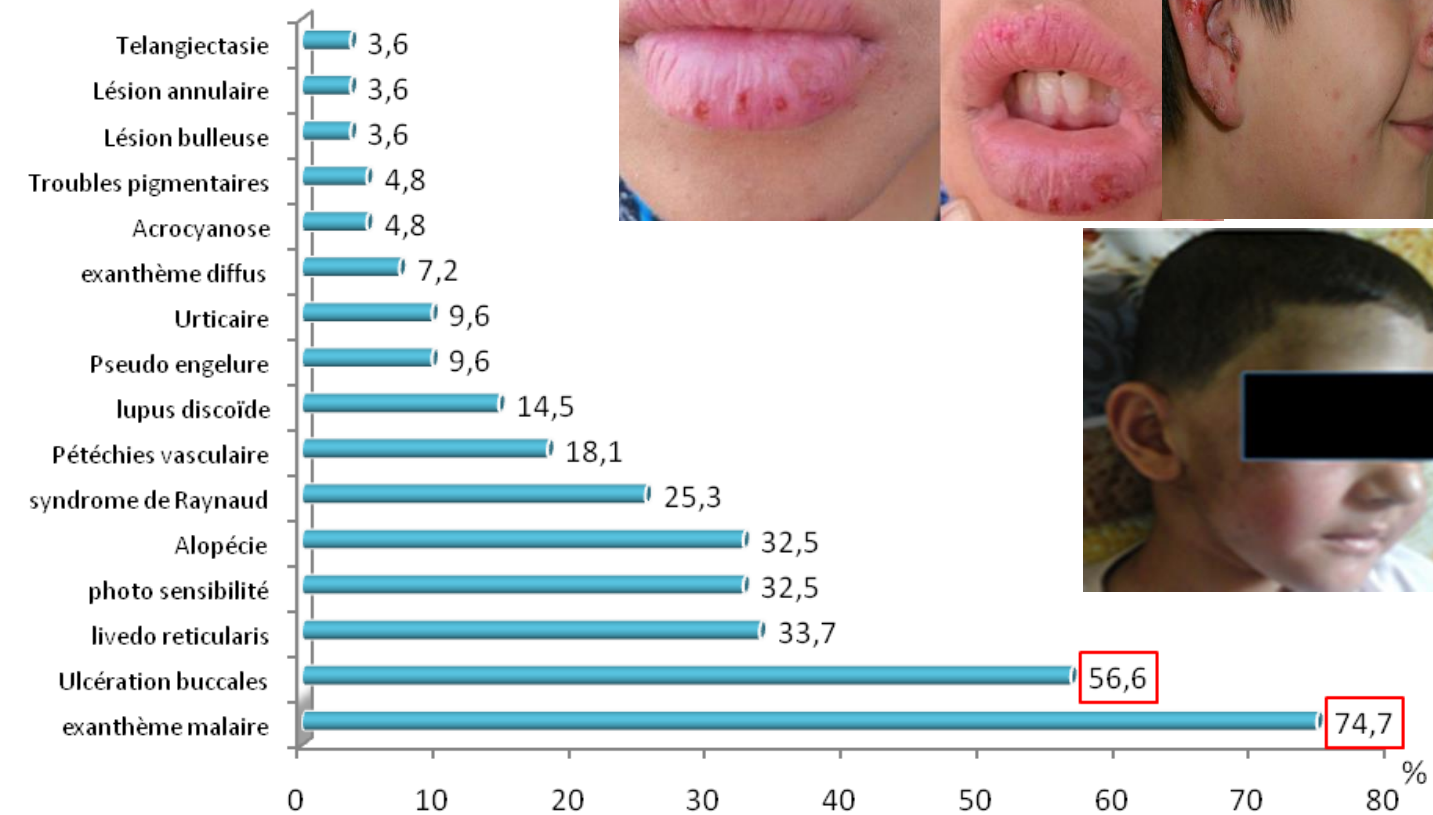 Telangiectasie 3,6
Lésion annulaire 3,6
Lésion bulleuse 3,6
Troubles pigmentaires 4,8
Acrocyanose 4,8
exanthème diffus 7,2
Urticaire 9,6
Pseudo engelure 9,6
lupus discoïde 14,5
Pétéchies vasculaire 18,1
syndrome de Raynaud 25,3
Alopécie 32,5
photo sensibilité 32,5
livedo reticularis 33,7
Ulcération buccales 56,6
exanthème malaire 74,7
%
0 10 20 30 40 50 60 70 80